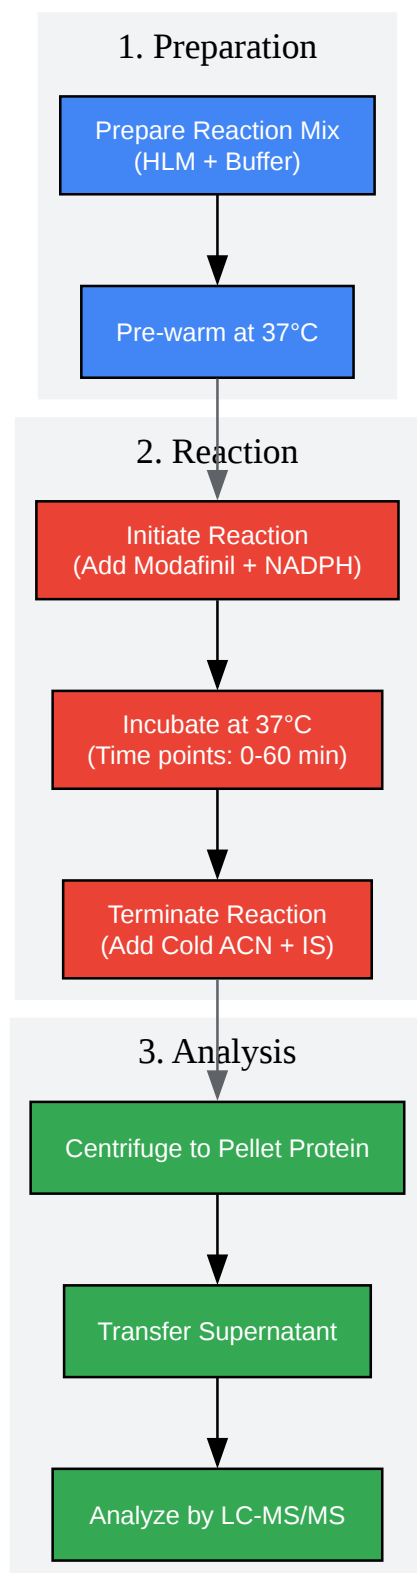 1. Preparation
Prepare Reaction Mix
(HLM + Buffer)
Pre-warm at 37°C
2. Reaction
Initiate Reaction
(Add Modafinil + NADPH)
Incubate at 37°C
(Time points: 0-60 min)
Terminate Reaction
(Add Cold ACN + IS)
3. Analysis
Centrifuge to Pellet Protein
Transfer Supernatant
Analyze by LC-MS/MS